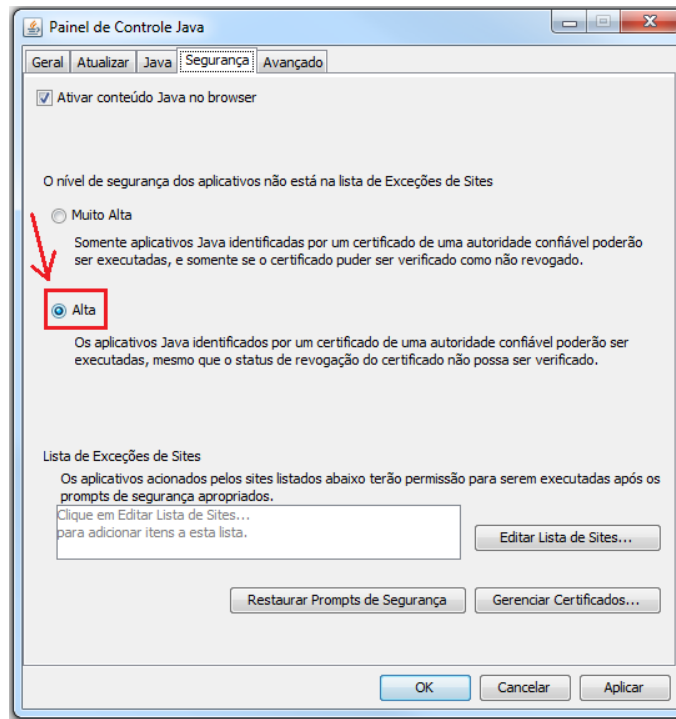 Painel de Controle Java
Geral Atualizar Java Segurança Avançado
Ativar conteúdo Java no browser
O nível de segurança dos aplicativos não está na lista de Exceções de Sites
Muito Alta
Somente aplicativos Java identificadas por um certificado de uma autoridade confiável poderão
ser executadas, e somente se o certificado puder ser verificado como não revogado.
Alta
Os aplicativos Java identificados por um certificado de uma autoridade confiável poderão ser
executadas, mesmo que o status de revogação do certificado não possa ser verificado.
Lista de Exceções de Sites
Os aplicativos acionados pelos sites listados abaixo terão permissão para serem executadas após os
prompts de segurança apropriados.
Clique em Editar Lista de Sites...
para adicionar itens a esta lista.
Editar Lista de Sites...
Restaurar Prompts de Segurança Gerenciar Certificados...
OK Cancelar Aplicar